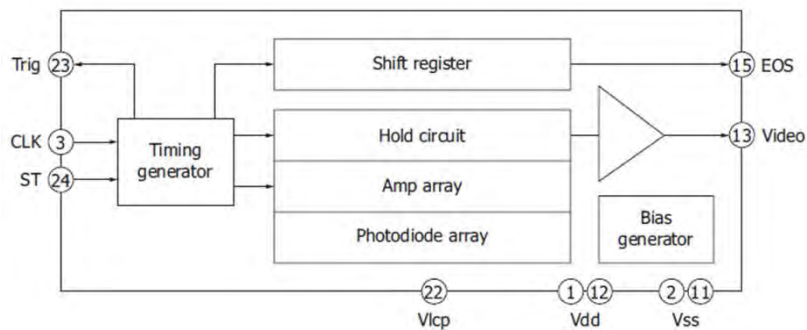 Trig 23
Shift register
15 EOS
CLK 3
Timing
generator
Hold circuit
13 Video
ST 24
Amp array
Photodiode array
Bias
generator
22
1 12
2 11
Vlcp
Vdd
Vss